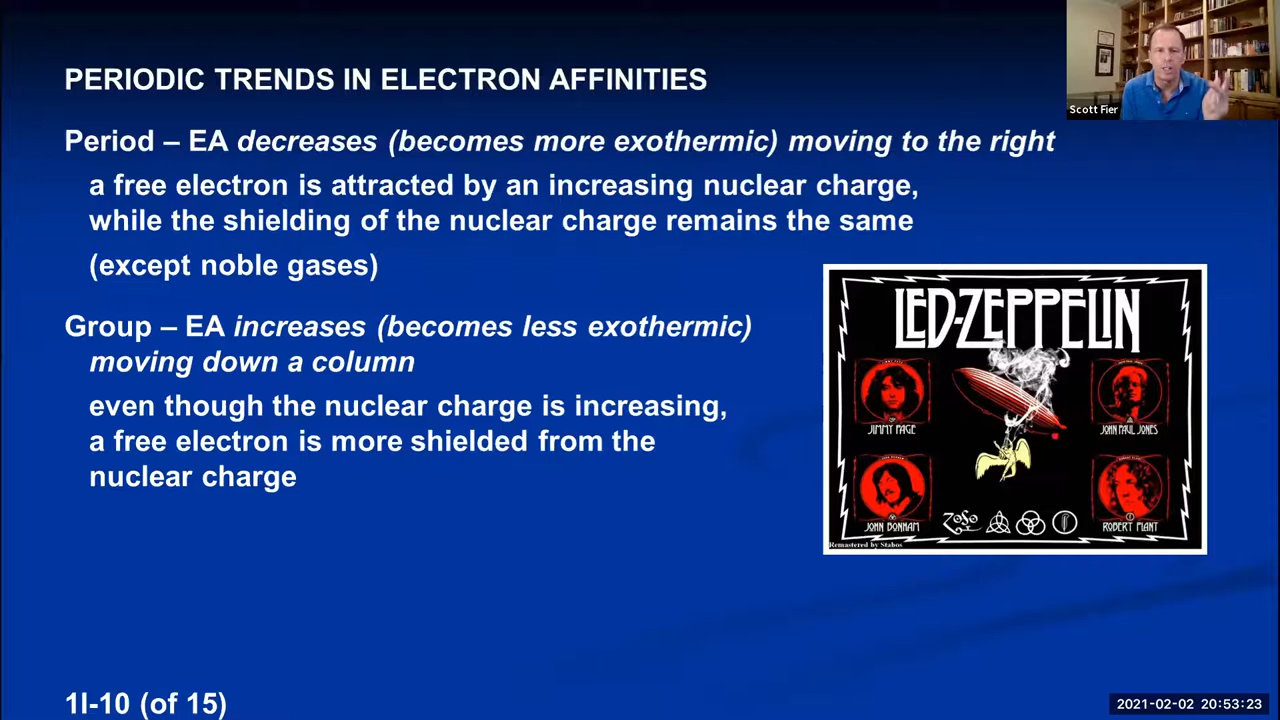 PERIODIC TRENDS IN ELECTRON AFFINITIES
Scott Fier
Period – EA decreases (becomes more exothermic) moving to the right
a free electron is attracted by an increasing nuclear charge,
while the shielding of the nuclear charge remains the same
(except noble gases)
Group – EA increases (becomes less exothermic)
moving down a column
even though the nuclear charge is increasing,
a free electron is more shielded from the
nuclear charge
LED-ZEPPELIN
JIMMY PAGE
JOHN PAUL JONES
JOHN BONHAM
ZOSO
ROBERT PLANT
Remastered by Stabos
1I-10 (of 15)
2021-02-02 20:53:23